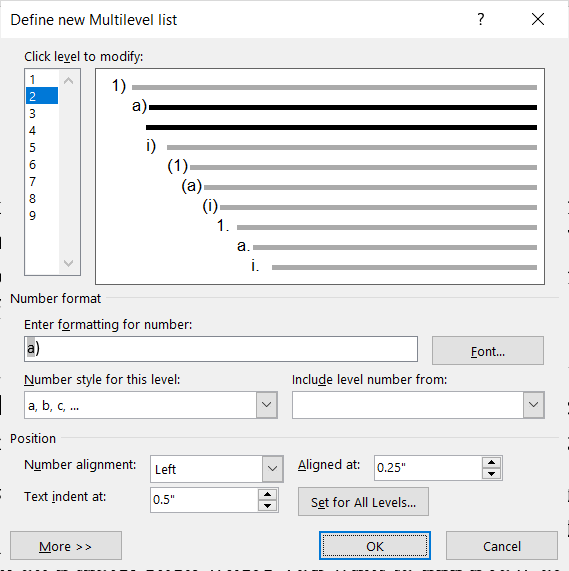 Define new Multilevel list
?
Click level to modify:
1
2
3
4
5
6
7
8
9
1)
a)
i)
(1)
(a)
(i)
1.
a.
i.
Number format
Enter formatting for number:
a)
Font...
Number style for this level:
Include level number from:
a, b, c, ...
Position
Number alignment:
Left
Aligned at:
0.25"
Text indent at:
0.5"
Set for All Levels...
More >>
OK
Cancel